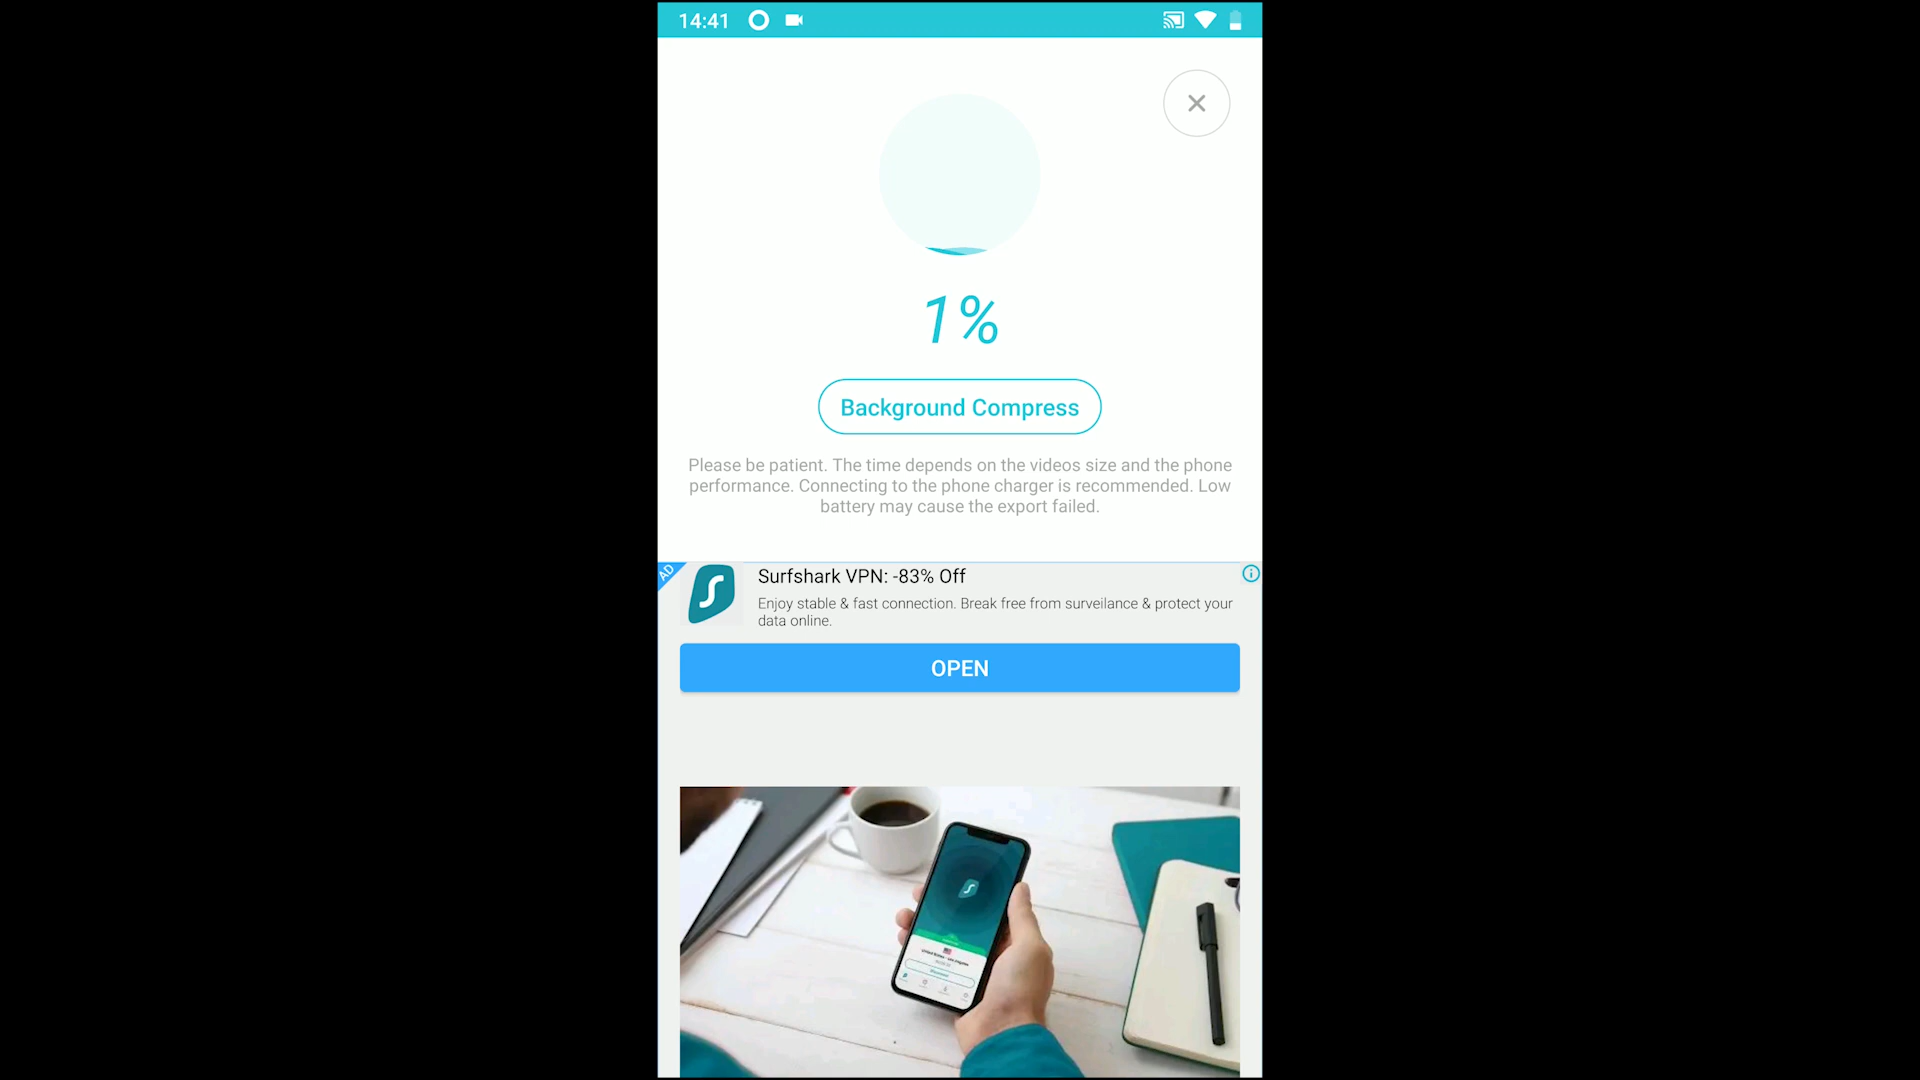 14:41
1%
Background Compress
Please be patient. The time depends on the videos size and the phone
performance. Connecting to the phone charger is recommended. Low
battery may cause the export failed.
AD
Surfshark VPN: -83% Off
Enjoy stable & fast connection. Break free from surveilance & protect your
data online.
OPEN